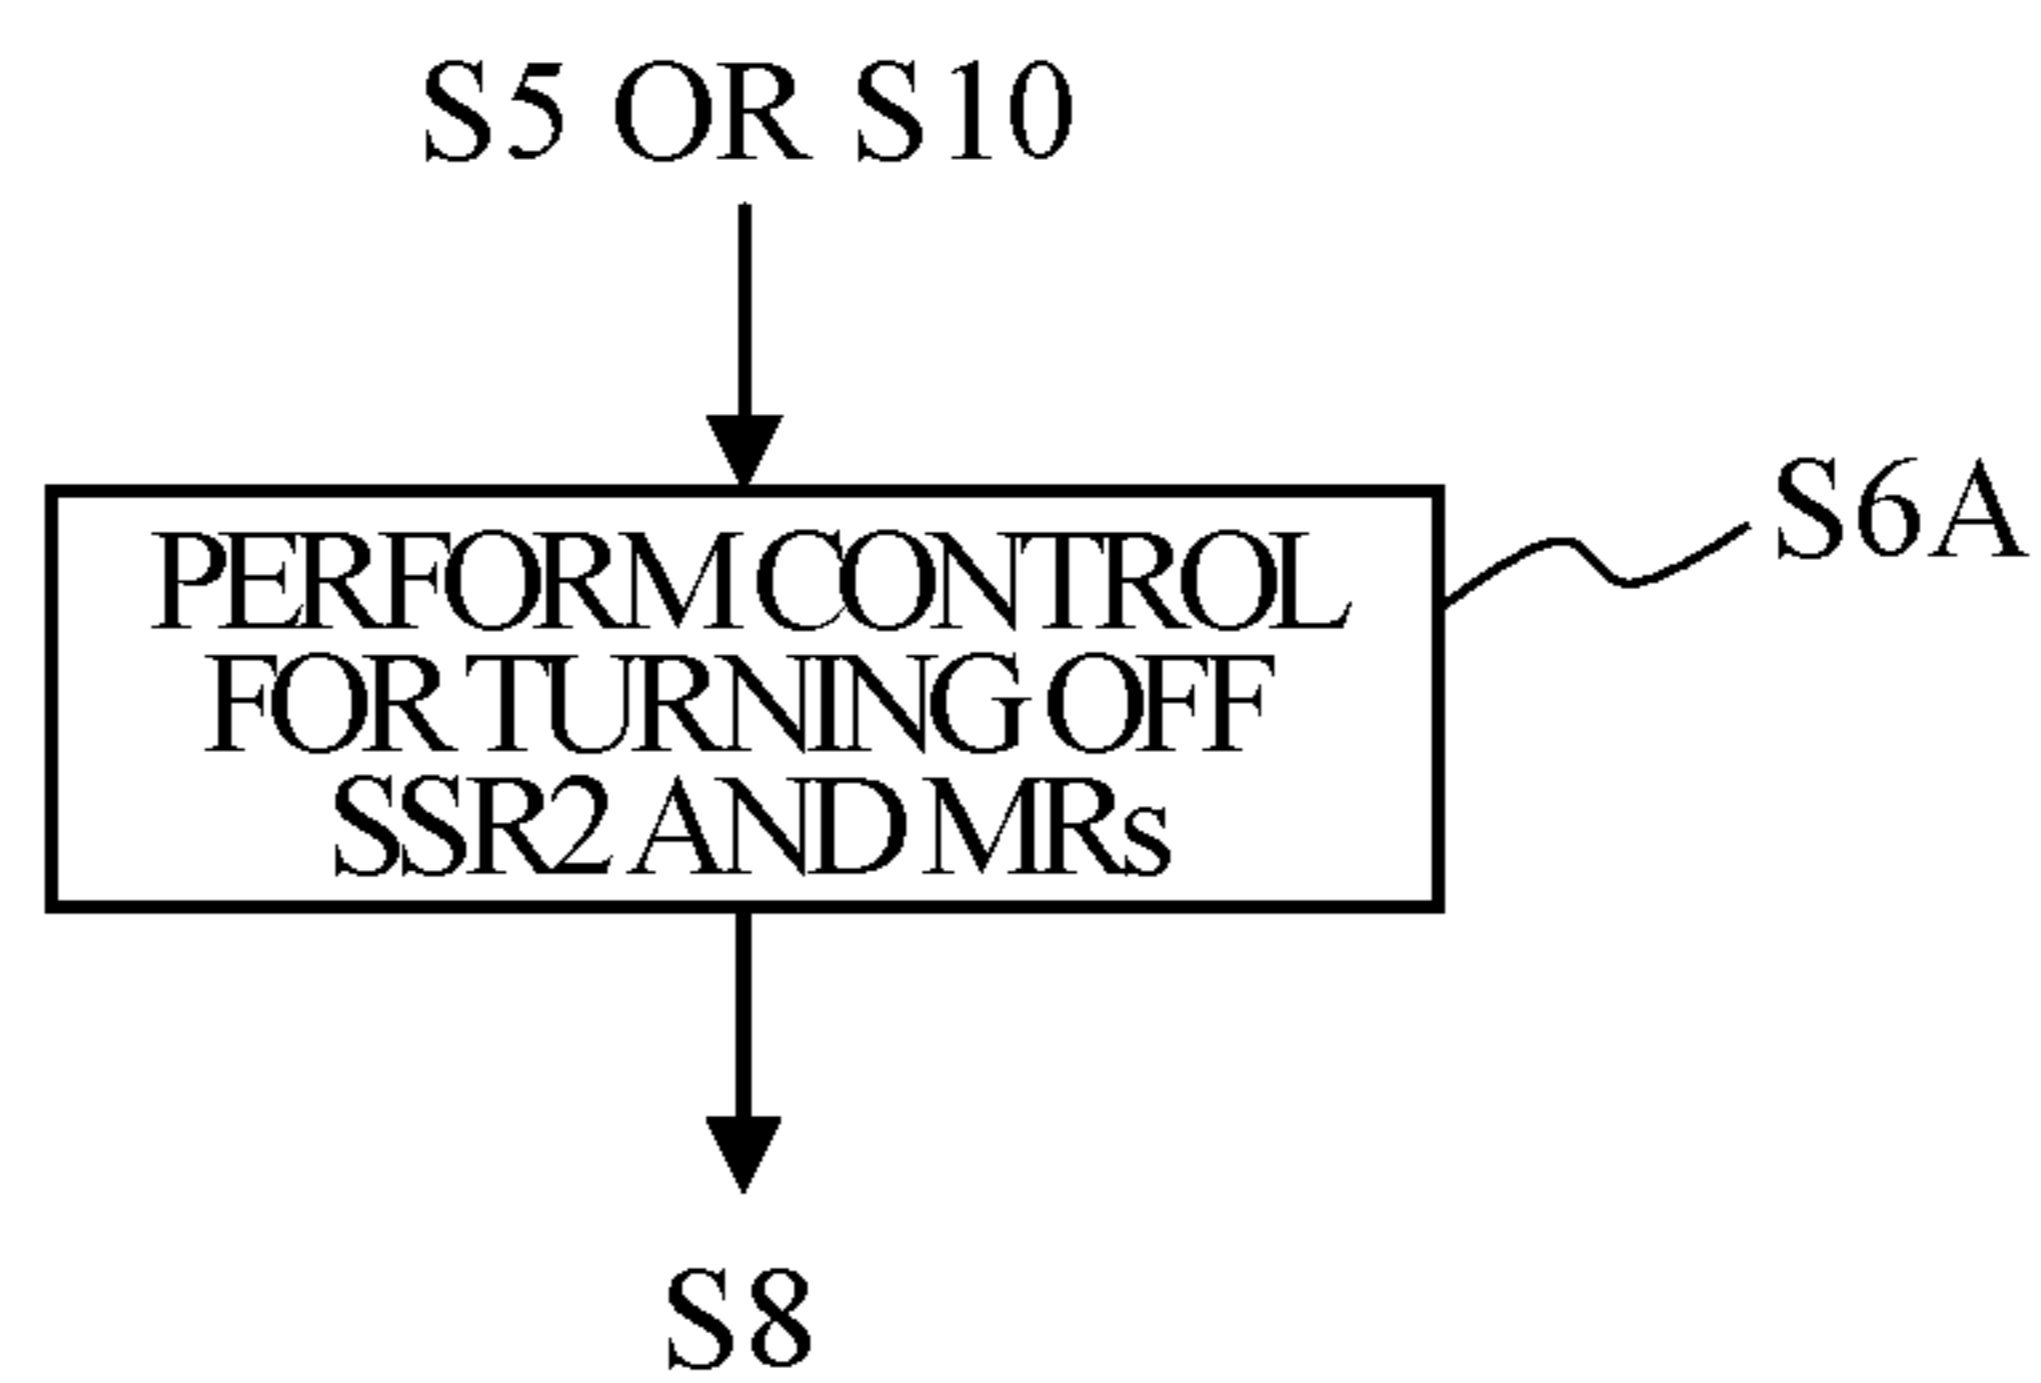 S5 OR S10
S6A
PERFORM CONTROL
FOR TURNING OFF
SSR2 AND MRs
S8